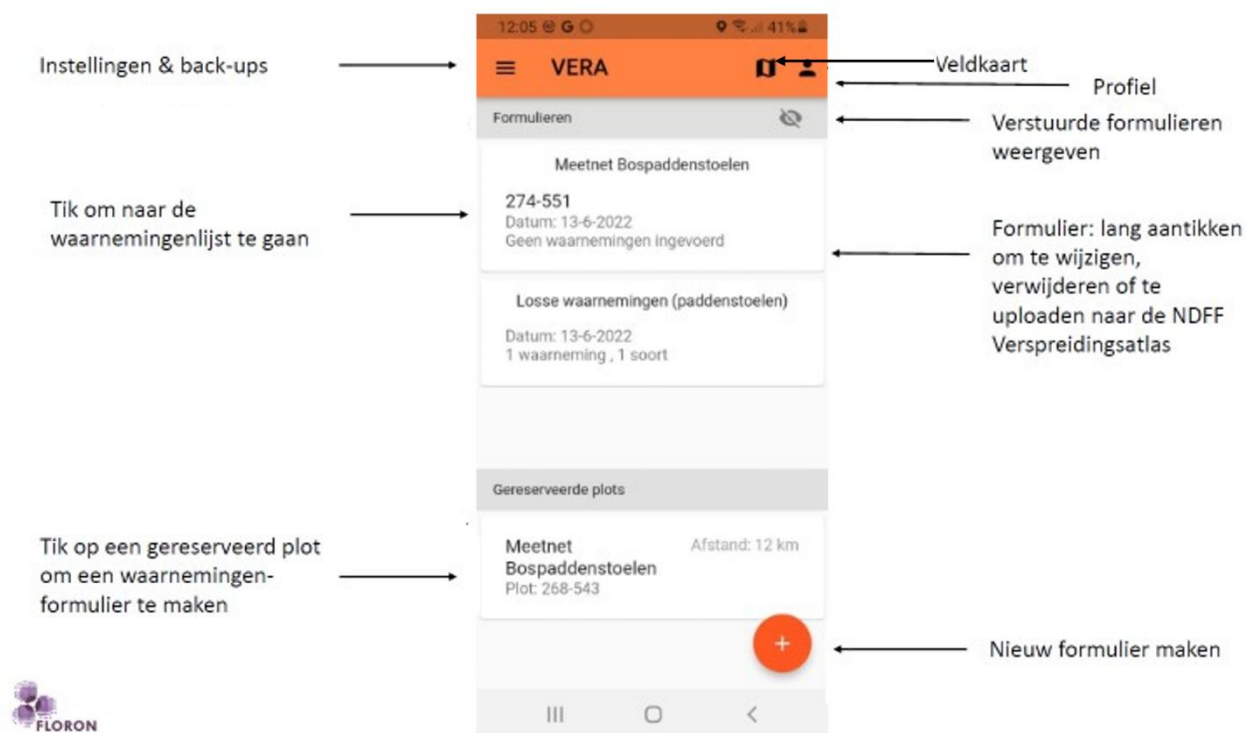 12:05 G 41%
Instellingen & back-ups
VERA
Veldkaart
Profiel
Formulieren
Verstuurde formulieren
weergeven
Meetnet Bospaddenstoelen
274-551
Datum: 13-6-2022
Geen waarnemingen ingevoerd
Tik om naar de
waarnemingenlijst te gaan
Formulier: lang aantikken
om te wijzigen,
verwijderen of te
uploaden naar de NDFF
Verspreidingsatlas
Losse waarnemingen (paddenstoelen)
Datum: 13-6-2022
1 waarneming , 1 soort
Gereserveerde plots
Tik op een gereserveerd plot
om een waarnemingen-
formulier te maken
Meetnet
Bospaddenstoelen
Afstand: 12 km
Plot: 268-543
+
Nieuw formulier maken
FLORON